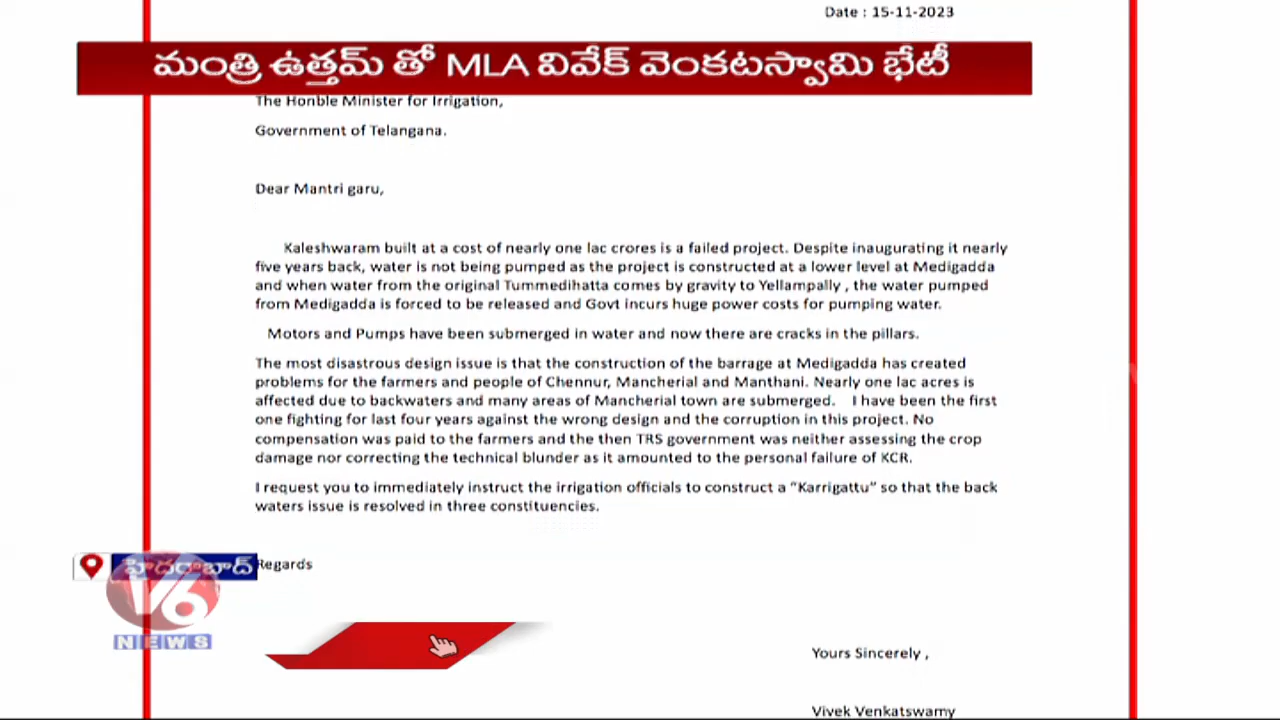 Date : 15-11-2023
మంత్రి ఉత్తమ్ తో MLA వివేక్ వెంకటస్వామి భేటీ
The Honble Minister for Irrigation,
Government of Telangana.
Dear Mantri garu,
Kaleshwaram built at a cost of nearly one lac crores is a failed project. Despite inaugurating it nearly
five years back, water is not being pumped as the project is constructed at a lower level at Medigadda
and when water from the original Tummedihatta comes by gravity to Yellampally , the water pumped
from Medigadda is forced to be released and Govt incurs huge power costs for pumping water.
Motors and Pumps have been submerged in water and now there are cracks in the pillars.
The most disastrous design issue is that the construction of the barrage at Medigadda has created
problems for the farmers and people of Chennur, Mancherial and Manthani. Nearly one lac acres is
affected due to backwaters and many areas of Mancherial town are submerged. I have been the first
one fighting for last four years against the wrong design and the corruption in this project. No
compensation was paid to the farmers and the then TRS government was neither assessing the crop
damage nor correcting the technical blunder as it amounted to the personal failure of KCR.
I request you to immediately instruct the irrigation officials to construct a “Karrigattu” so that the back
waters issue is resolved in three constituencies.
హైదరాబాద్
Regards
V6
NEWS
Yours Sincerely ,
Vivek Venkatswamy